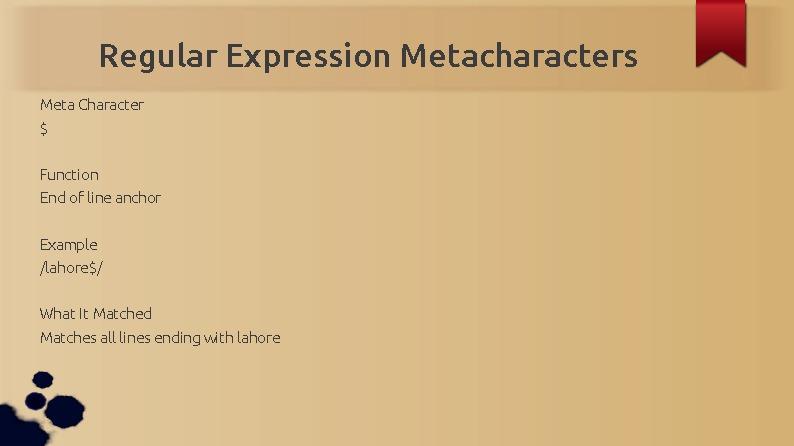 Regular Expression Metacharacters
Meta Character
$
Function
End of line anchor
Example
/lahore$/
What It Matched
Matches all lines ending with lahore